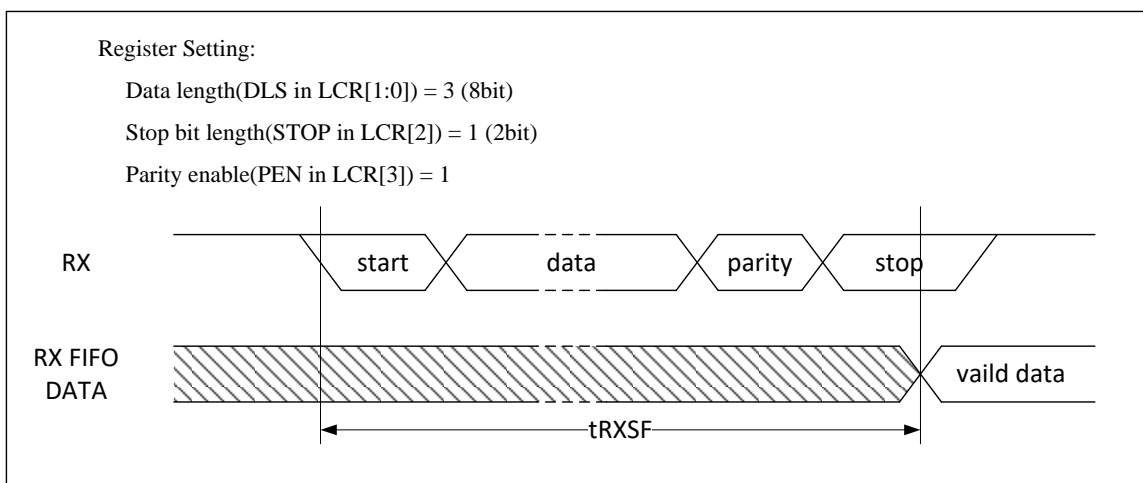 Register Setting:
Data length(DLS in LCR[1:0]) = 3 (8bit)
Stop bit length(STOP in LCR[2]) = 1 (2bit)
Parity enable(PEN in LCR[3]) = 1
RX
start
data
parity
stop
RX FIFO
DATA
vaild data
tRXSF